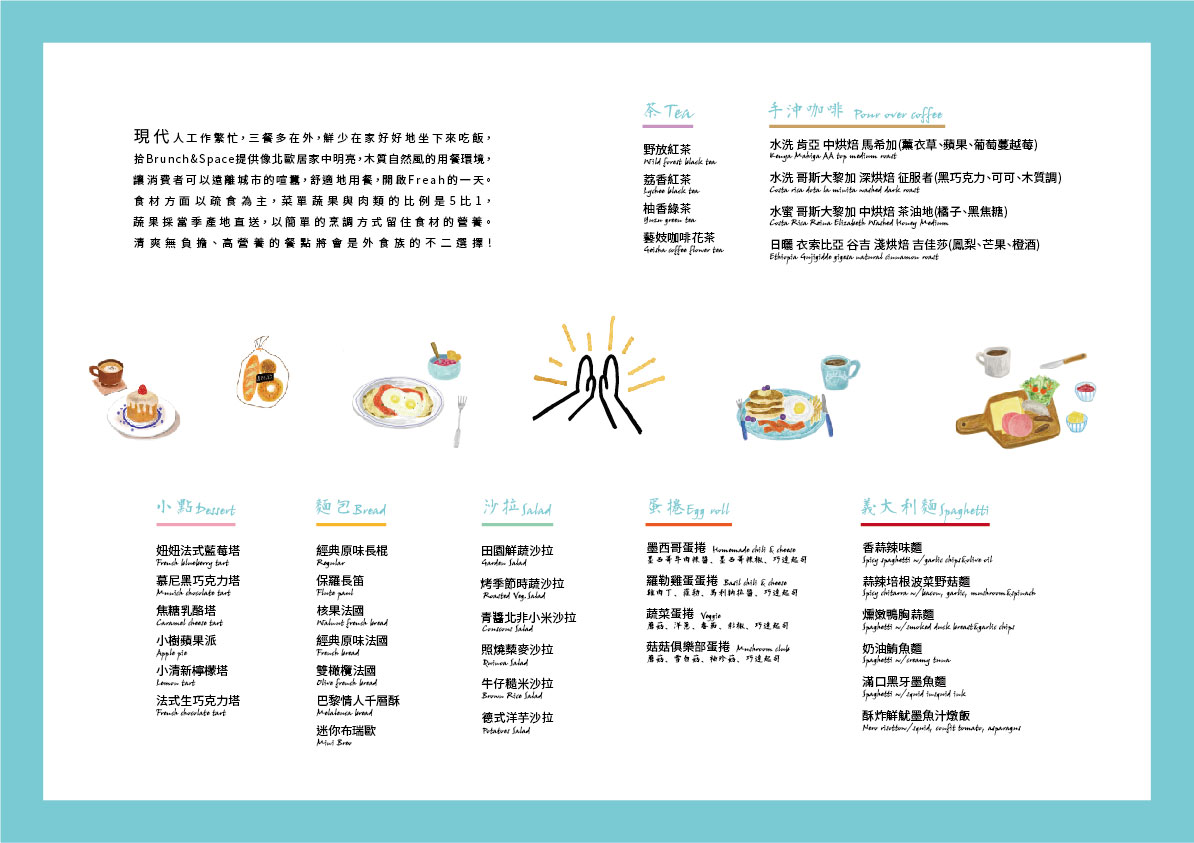 現代人工作繁忙,三餐多在外,鮮少在家好好地坐下來吃飯,
拾Brunch&Space提供像北歐居家中明亮,木質自然風的用餐環境,
讓消費者可以遠離城市的喧囂,舒適地用餐,開啟Freah的一天。
食材方面以疏食為主,菜單蔬果與肉類的比例是5比1,
蔬果採當季產地直送,以簡單的烹調方式留住食材的營養。
清爽無負擔、高營養的餐點將會是外食族的不二選擇!
茶Tea
野放紅茶
Wild forest black tea
荔香紅茶
Lychee black tea
柚香綠茶
Yuzu green tea
藝妓咖啡花茶
Geisha coffee flower tea
手沖咖啡 Pour over coffee
水洗 肯亞 中烘焙 馬希加(薰衣草、蘋果、葡萄蔓越莓)
Kenya Mahiga AA top medium roast
水洗 哥斯大黎加 深烘焙 征服者(黑巧克力、可可、木質調)
Costa rica dota la minita washed dark roast
水蜜 哥斯大黎加 中烘焙 茶油地(橘子、黑焦糖)
Costa Rica Reina Elizabeth Washed Honey Medium
日曬 衣索比亞 谷吉 淺烘焙 吉佳莎(鳳梨、芒果、橙酒)
Ethiopia Gujigidde gigesa natural cinnamon roast
小點Dessert
妞妞法式藍莓塔
French blueberry tart
慕尼黑巧克力塔
Munich chocolate tart
焦糖乳酪塔
Caramel cheese tart
小樹蘋果派
Apple pie
小清新檸檬塔
Lemon tart
法式生巧克力塔
French chocolate tart
麵包Bread
經典原味長棍
Regular
保羅長笛
Flute paul
核果法國
Walnut french bread
經典原味法國
French bread
雙橄欖法國
Olive french bread
巴黎情人千層酥
Melaleuca bread
迷你布瑞歐
Mini Breo
沙拉Salad
田園鮮蔬沙拉
Garden Salad
烤季節時蔬沙拉
Roasted Veg.Salad
青醬北非小米沙拉
Couscous Salad
照燒藜麥沙拉
Ruinoa Salad
牛仔糙米沙拉
Brown Rice Salad
德式洋芋沙拉
Potatoes Salad
蛋捲Egg roll
墨西哥蛋捲 Homemade chili & cheese
墨西哥牛肉辣醬、墨西哥辣椒、巧達起司
羅勒雞蛋蛋捲 Basil chili & cheese
雞肉丁、羅勒、馬利納拉醬、巧達起司
蔬菜蛋捲 Veggie
蘑菇、洋蔥、番茄、彩椒、巧達起司
菇菇俱樂部蛋捲 Mushroom club
蘑菇、雪白菇、袖珍菇、巧達起司
義大利麵Spaghetti
香蒜辣味麵
Spicy spaghetti w/garlic chips&olive oil
蒜辣培根波菜野菇麵
Spicy chitarra w/bacon, garlic, mushroom&spinach
燻嫩鴨胸蒜麵
Spaghetti w/smoked duck breast&garlic chips
奶油鮪魚麵
Spaghetti w/creamy tuna
滿口黑牙墨魚麵
Spaghetti w/squid insquid ink
酥炸鮮魷墨魚汁燉飯
Nero risotton/squid, confit tomato, asparagus